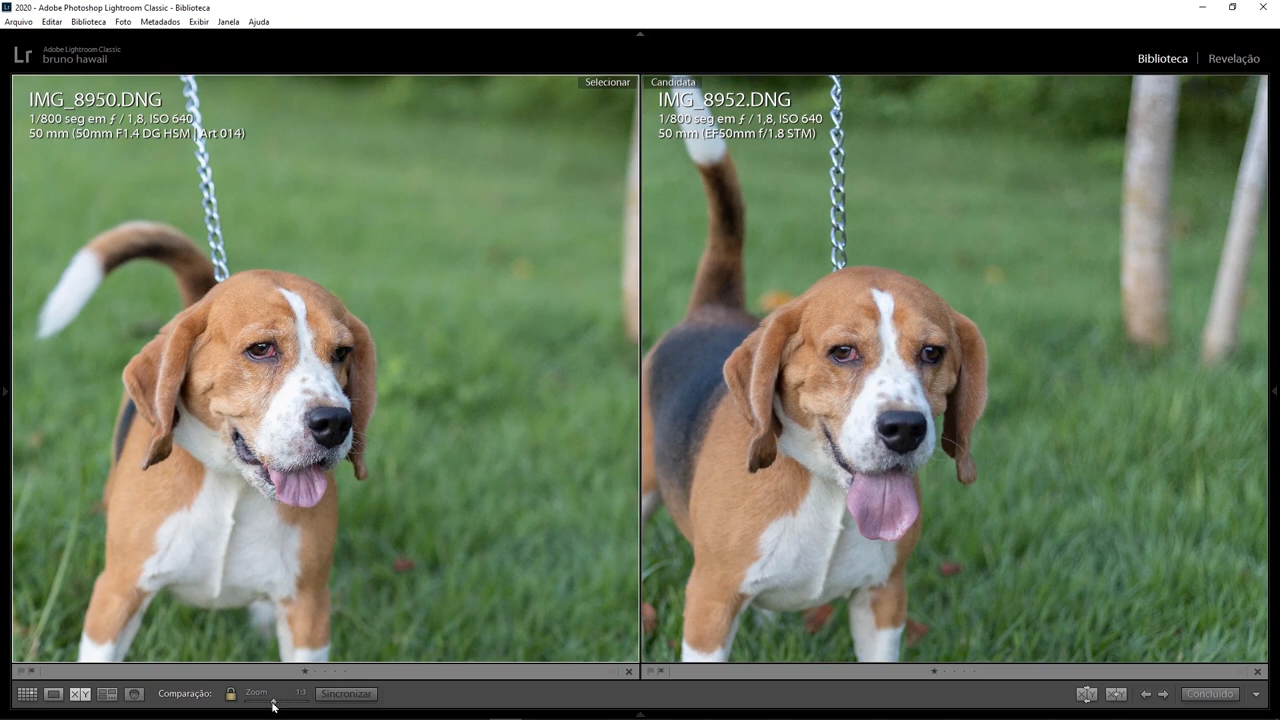 2020 - Adobe Photoshop Lightroom Classic - Biblioteca
Arquivo Editar Biblioteca Foto Metadados Exibir Janela Ajuda
Lr
Adobe Lightroom Classic
bruno hawaii
Biblioteca | Revelação
Selecionar
Candidata
IMG_8950.DNG
1/800 seg em ƒ / 1,8, ISO 640
50 mm (50mm F1.4 DG HSM | Art 014)
IMG_8952.DNG
1/800 seg em ƒ / 1,8, ISO 640
50 mm (EF50mm f/1.8 STM)
XY Comparação: Zoom 1:3 Sincronizar
Concluído